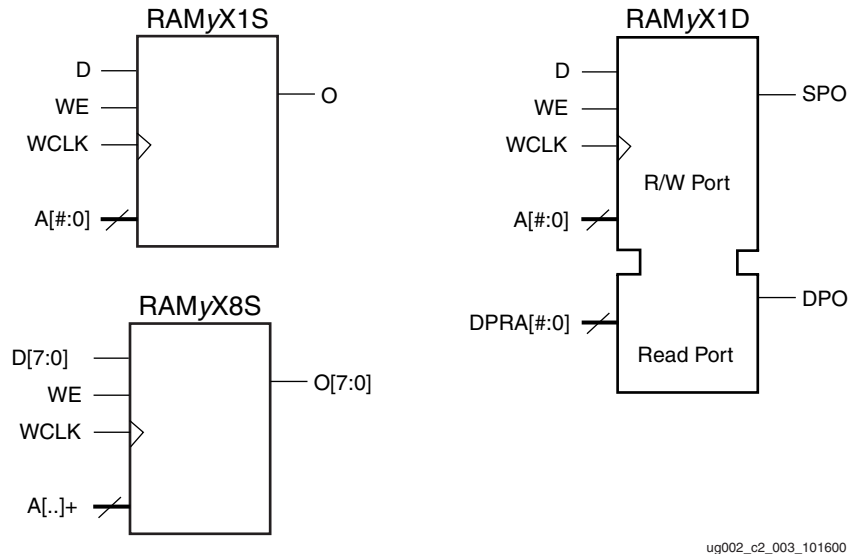 RAMyX1S
D
WE
WCLK
A[#:0]
O
RAMyX8S
D[7:0]
WE
WCLK
A[..]+
O[7:0]
RAMyX1D
D
WE
WCLK
A[#:0]
DPRA[#:0]
R/W Port
Read Port
SPO
DPO
ug002_c2_003_101600